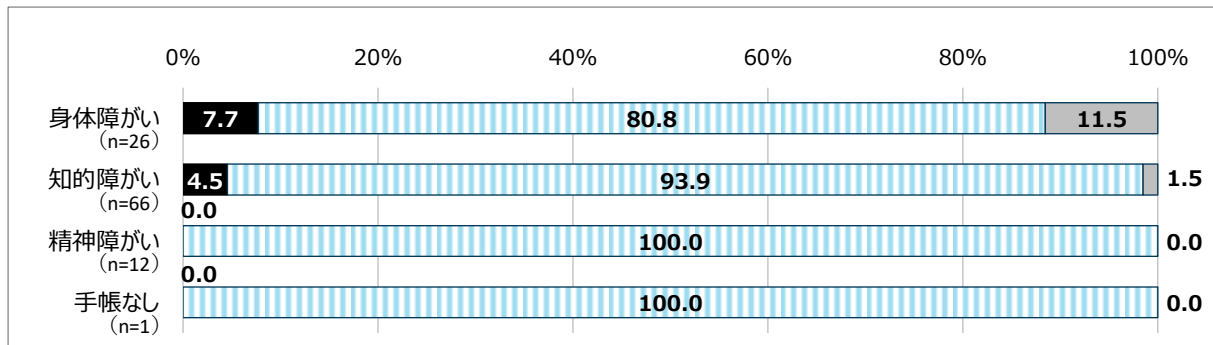 0% 20% 40% 60% 80% 100%
身体障がい 7.7 80.8 11.5
（n=26）
知的障がい 4.5 93.9 1.5
（n=66）
0.0
精神障がい 100.0 0.0
（n=12）
0.0
手帳なし 100.0 0.0
（n=1）